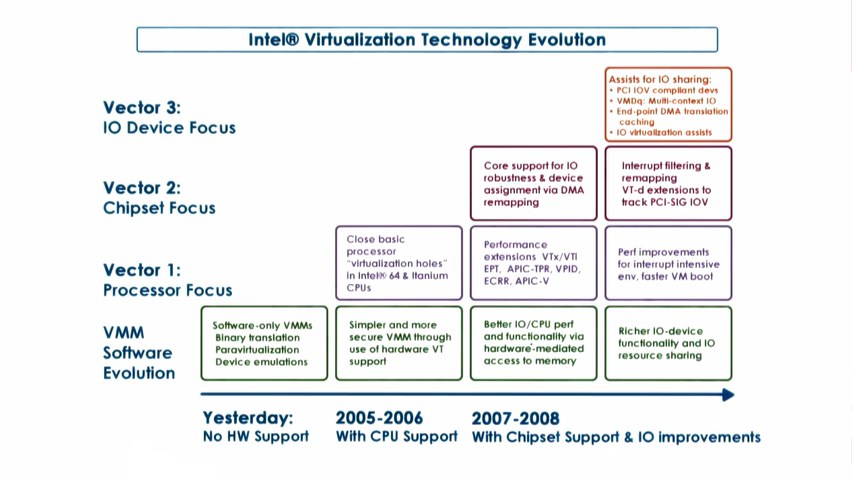 Intel® Virtualization Technology Evolution
Vector 3:
IO Device Focus
Assists for IO sharing:
• PCI IOV compliant devs
• VMDq: Multi-context IO
• End-point DMA translation
caching
• IO virtualization assists
Vector 2:
Chipset Focus
Core support for IO
robustness & device
assignment via DMA
remapping
Interrupt filtering &
remapping
VT-d extensions to
track PCI-SIG IOV
Vector 1:
Processor Focus
Close basic
processor
"virtualization holes"
in Intel® 64 & Itanium
CPUs
Performance
extensions VTx/VTi
EPT, APIC-TPR, VPID,
ECRR, APIC-V
Perf improvements
for interrupt intensive
env, faster VM boot
VMM
Software
Evolution
Software-only VMMs
Binary translation
Paravirtualization
Device emulations
Simpler and more
secure VMM through
use of hardware VT
support
Better IO/CPU perf
and functionality via
hardware-mediated
access to memory
Richer IO-device
functionality and IO
resource sharing
Yesterday:
No HW Support
2005-2006
With CPU Support
2007-2008
With Chipset Support & IO improvements